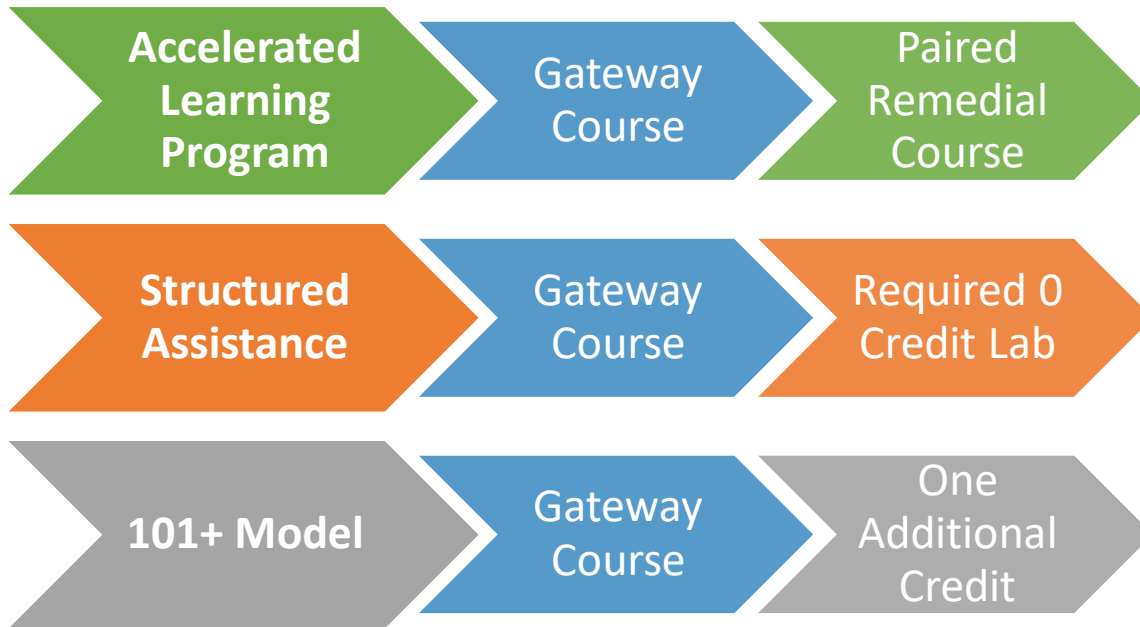 Accelerated
Learning
Program
Gateway
Course
Paired
Remedial
Course
Structured
Assistance
Gateway
Course
Required 0
Credit Lab
101+ Model
Gateway
Course
One
Additional
Credit